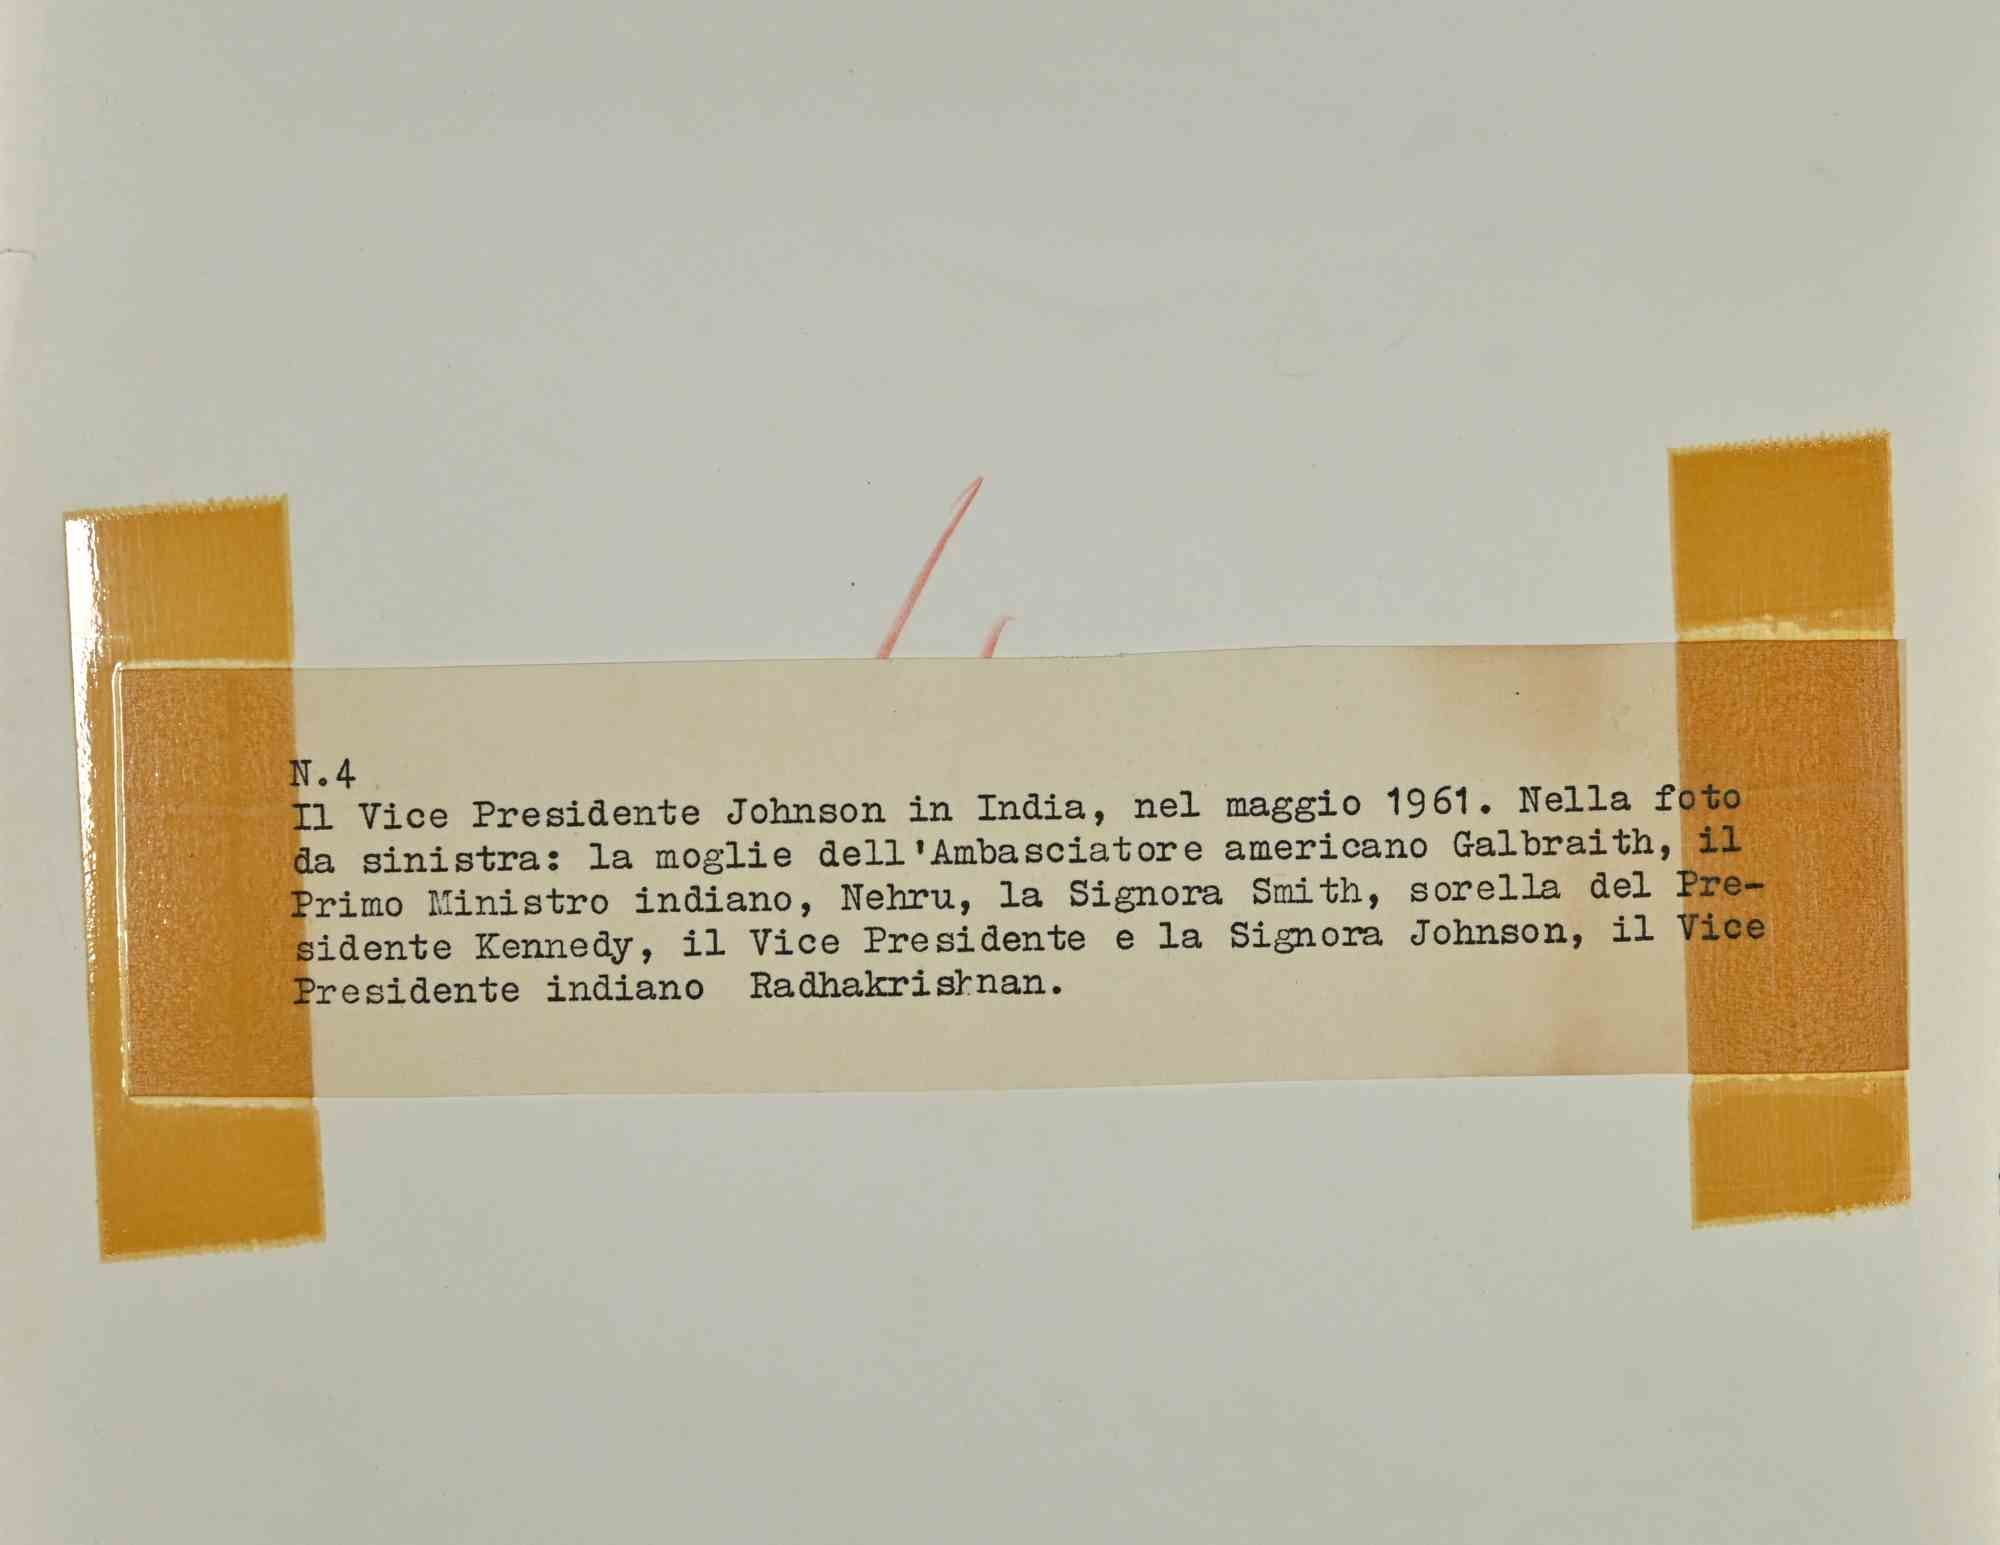 N.4
Il Vice Presidente Johnson in India, nel maggio 1961. Nella foto
da sinistra: la moglie dell'Ambasciatore americano Galbraith, il
Primo Ministro indiano, Nehru, la Signora Smith, sorella del Pre-
sidente Kennedy, il Vice Presidente e la Signora Johnson, il Vice
Presidente indiano Radhakrishnan.